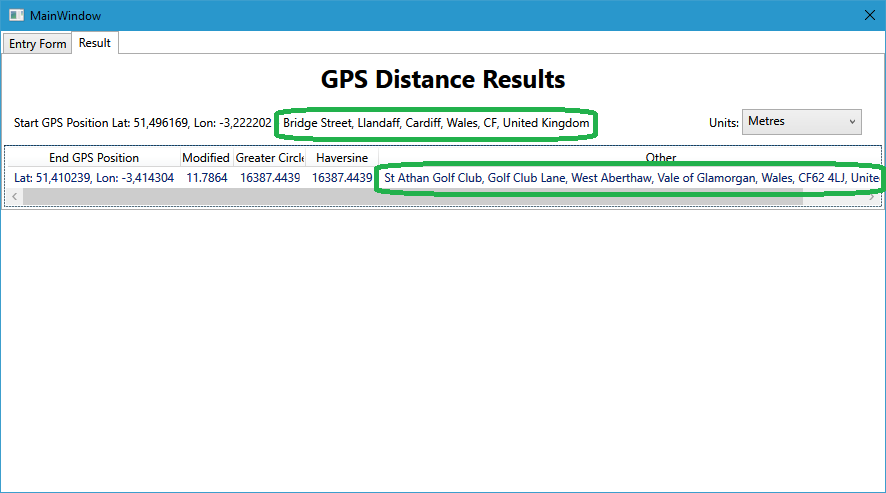 MainWindow
Entry Form Result
GPS Distance Results
Start GPS Position Lat: 51,496169, Lon: -3,222202 Bridge Street, Llandaff, Cardiff, Wales, CF, United Kingdom Units: Metres
End GPS Position Modified Greater Circle Haversine Other
Lat: 51,410239, Lon: -3,414304 11.7864 16387.4439 16387.4439 St Athan Golf Club, Golf Club Lane, West Aberthaw, Vale of Glamorgan, Wales, CF62 4LJ, Unite